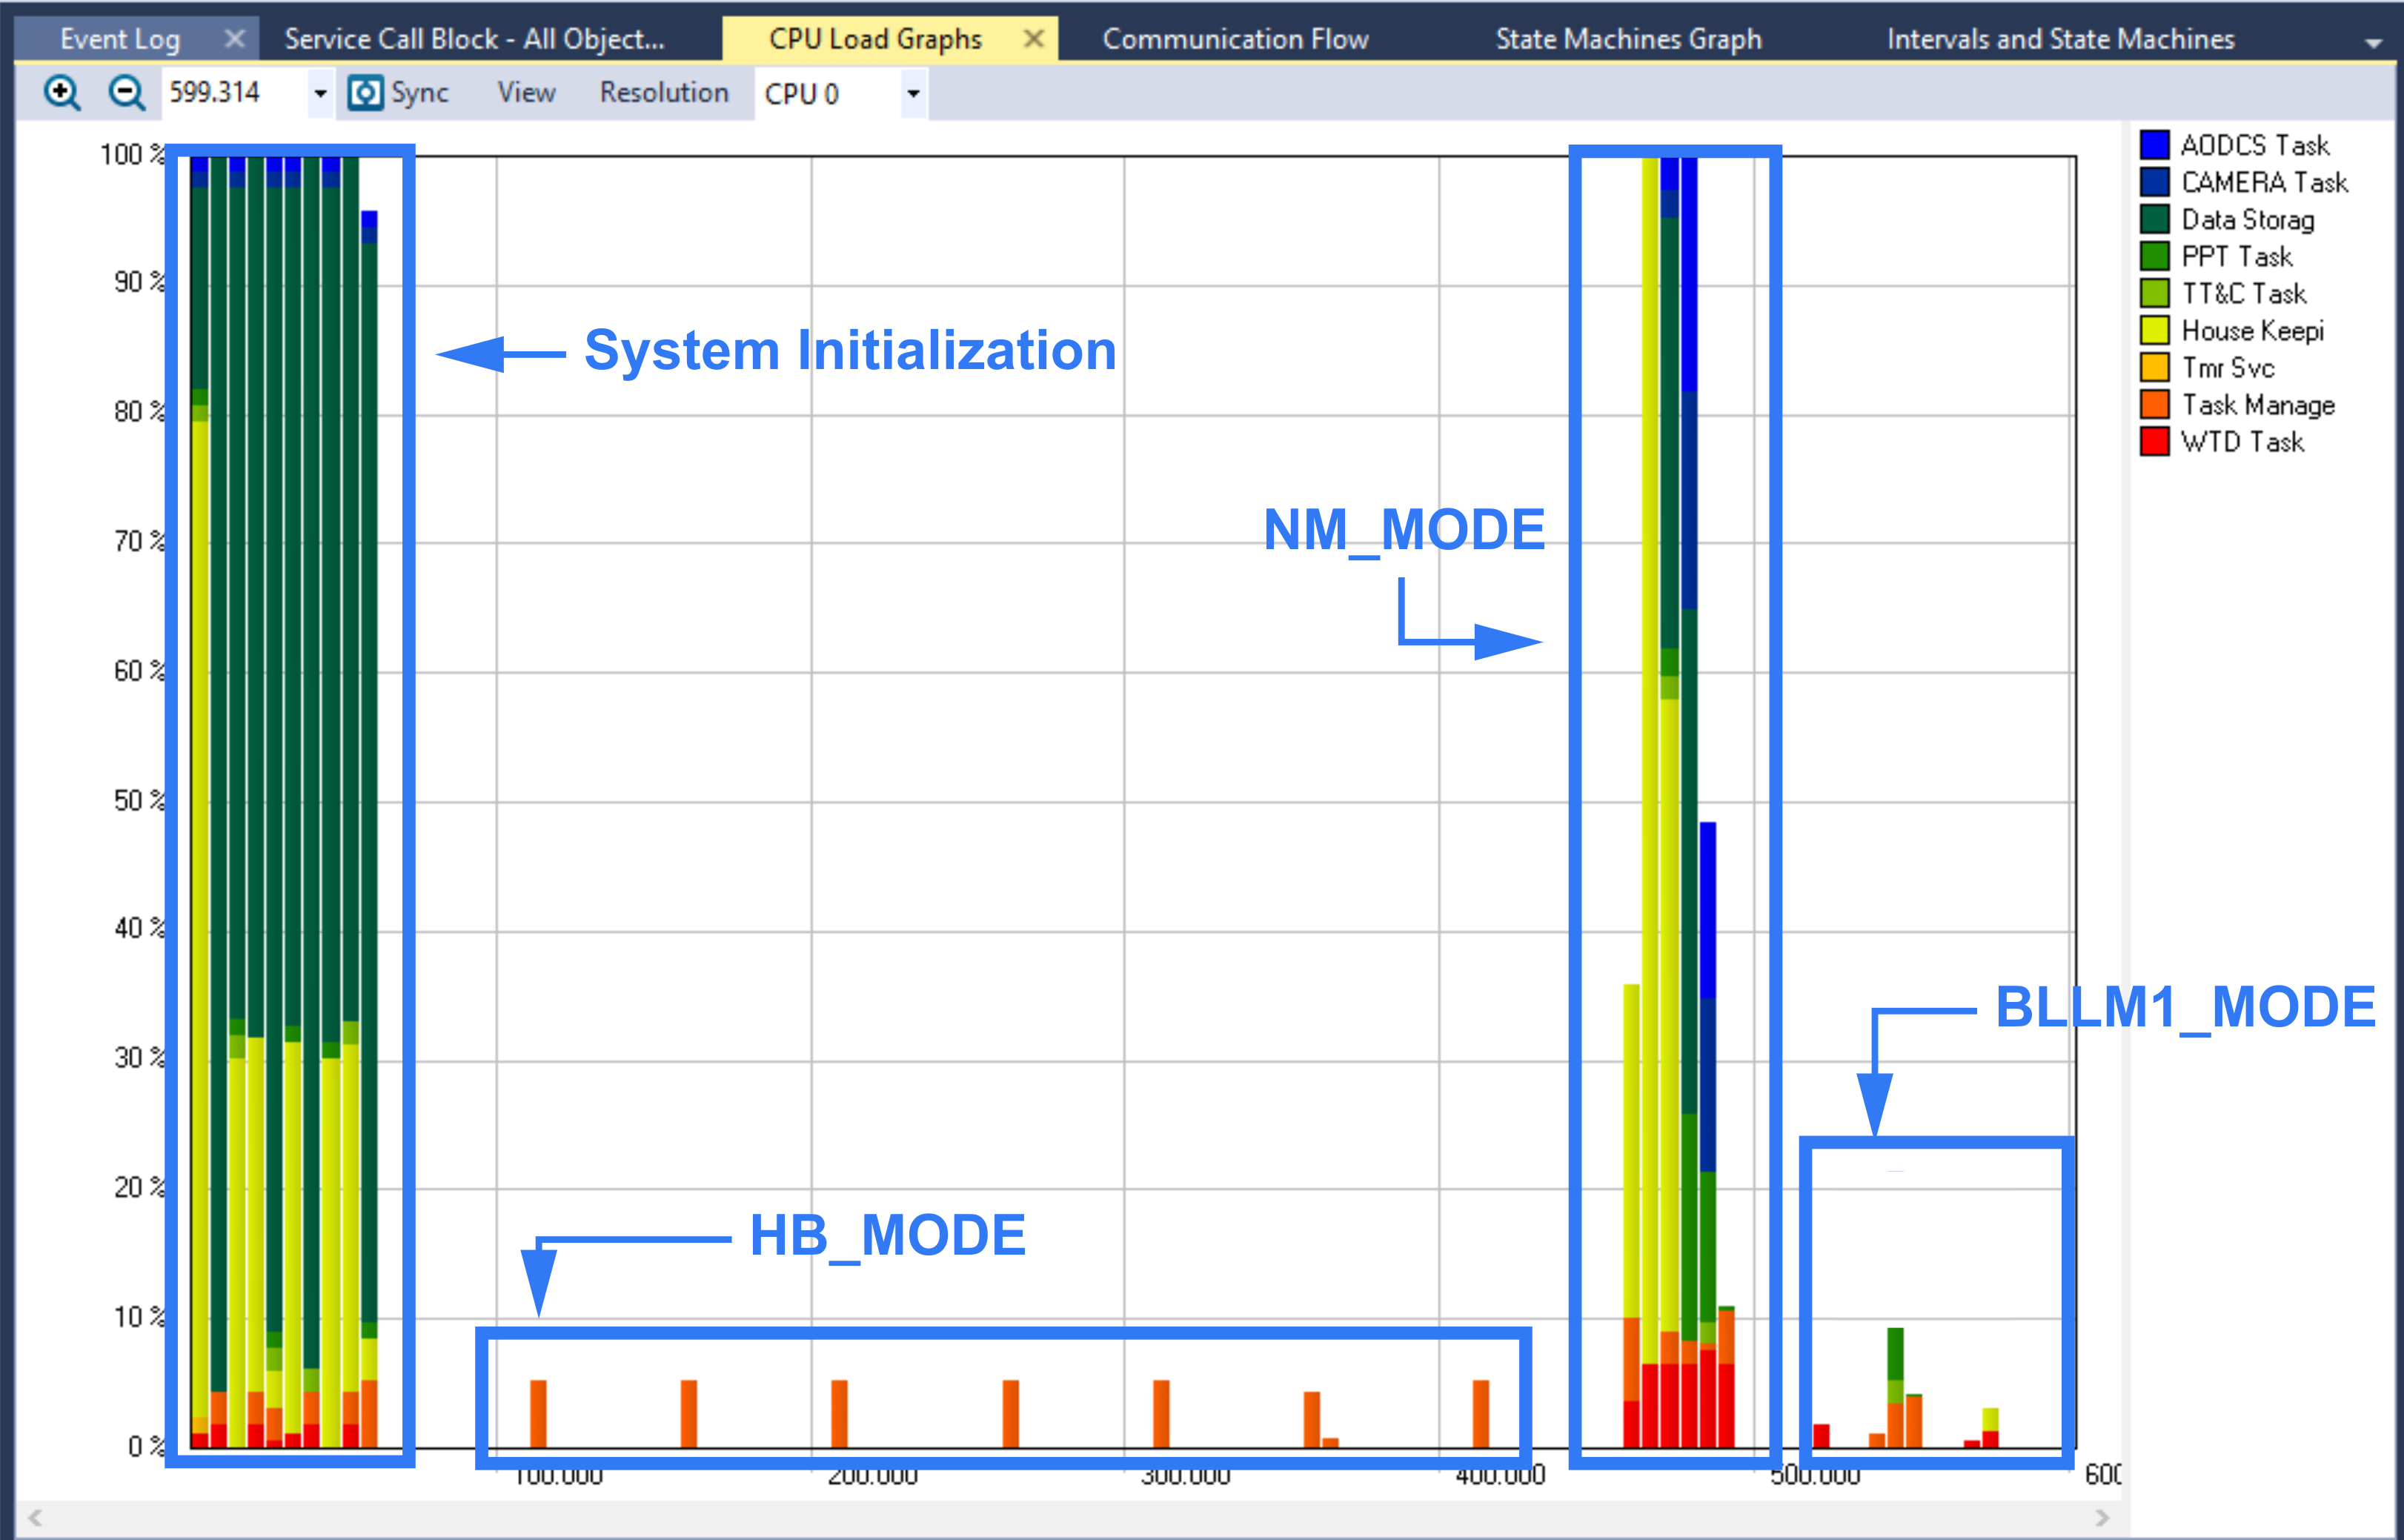 Event Log
Service Call Block - All Object...
CPU Load Graphs
Communication Flow
State Machines Graph
Intervals and State Machines
599.314
Sync
View
Resolution
CPU 0
100 %
90 %
80 %
70 %
60 %
50 %
40 %
30 %
20 %
10 %
0 %
System Initialization
NM_MODE
BLLM1_MODE
HB_MODE
100.000
200.000
300.000
400.000
500.000
600
AODCS Task
CAMERA Task
Data Storag
PPT Task
TT&C Task
House Keepi
Tmr Svc
Task Manage
WTD Task